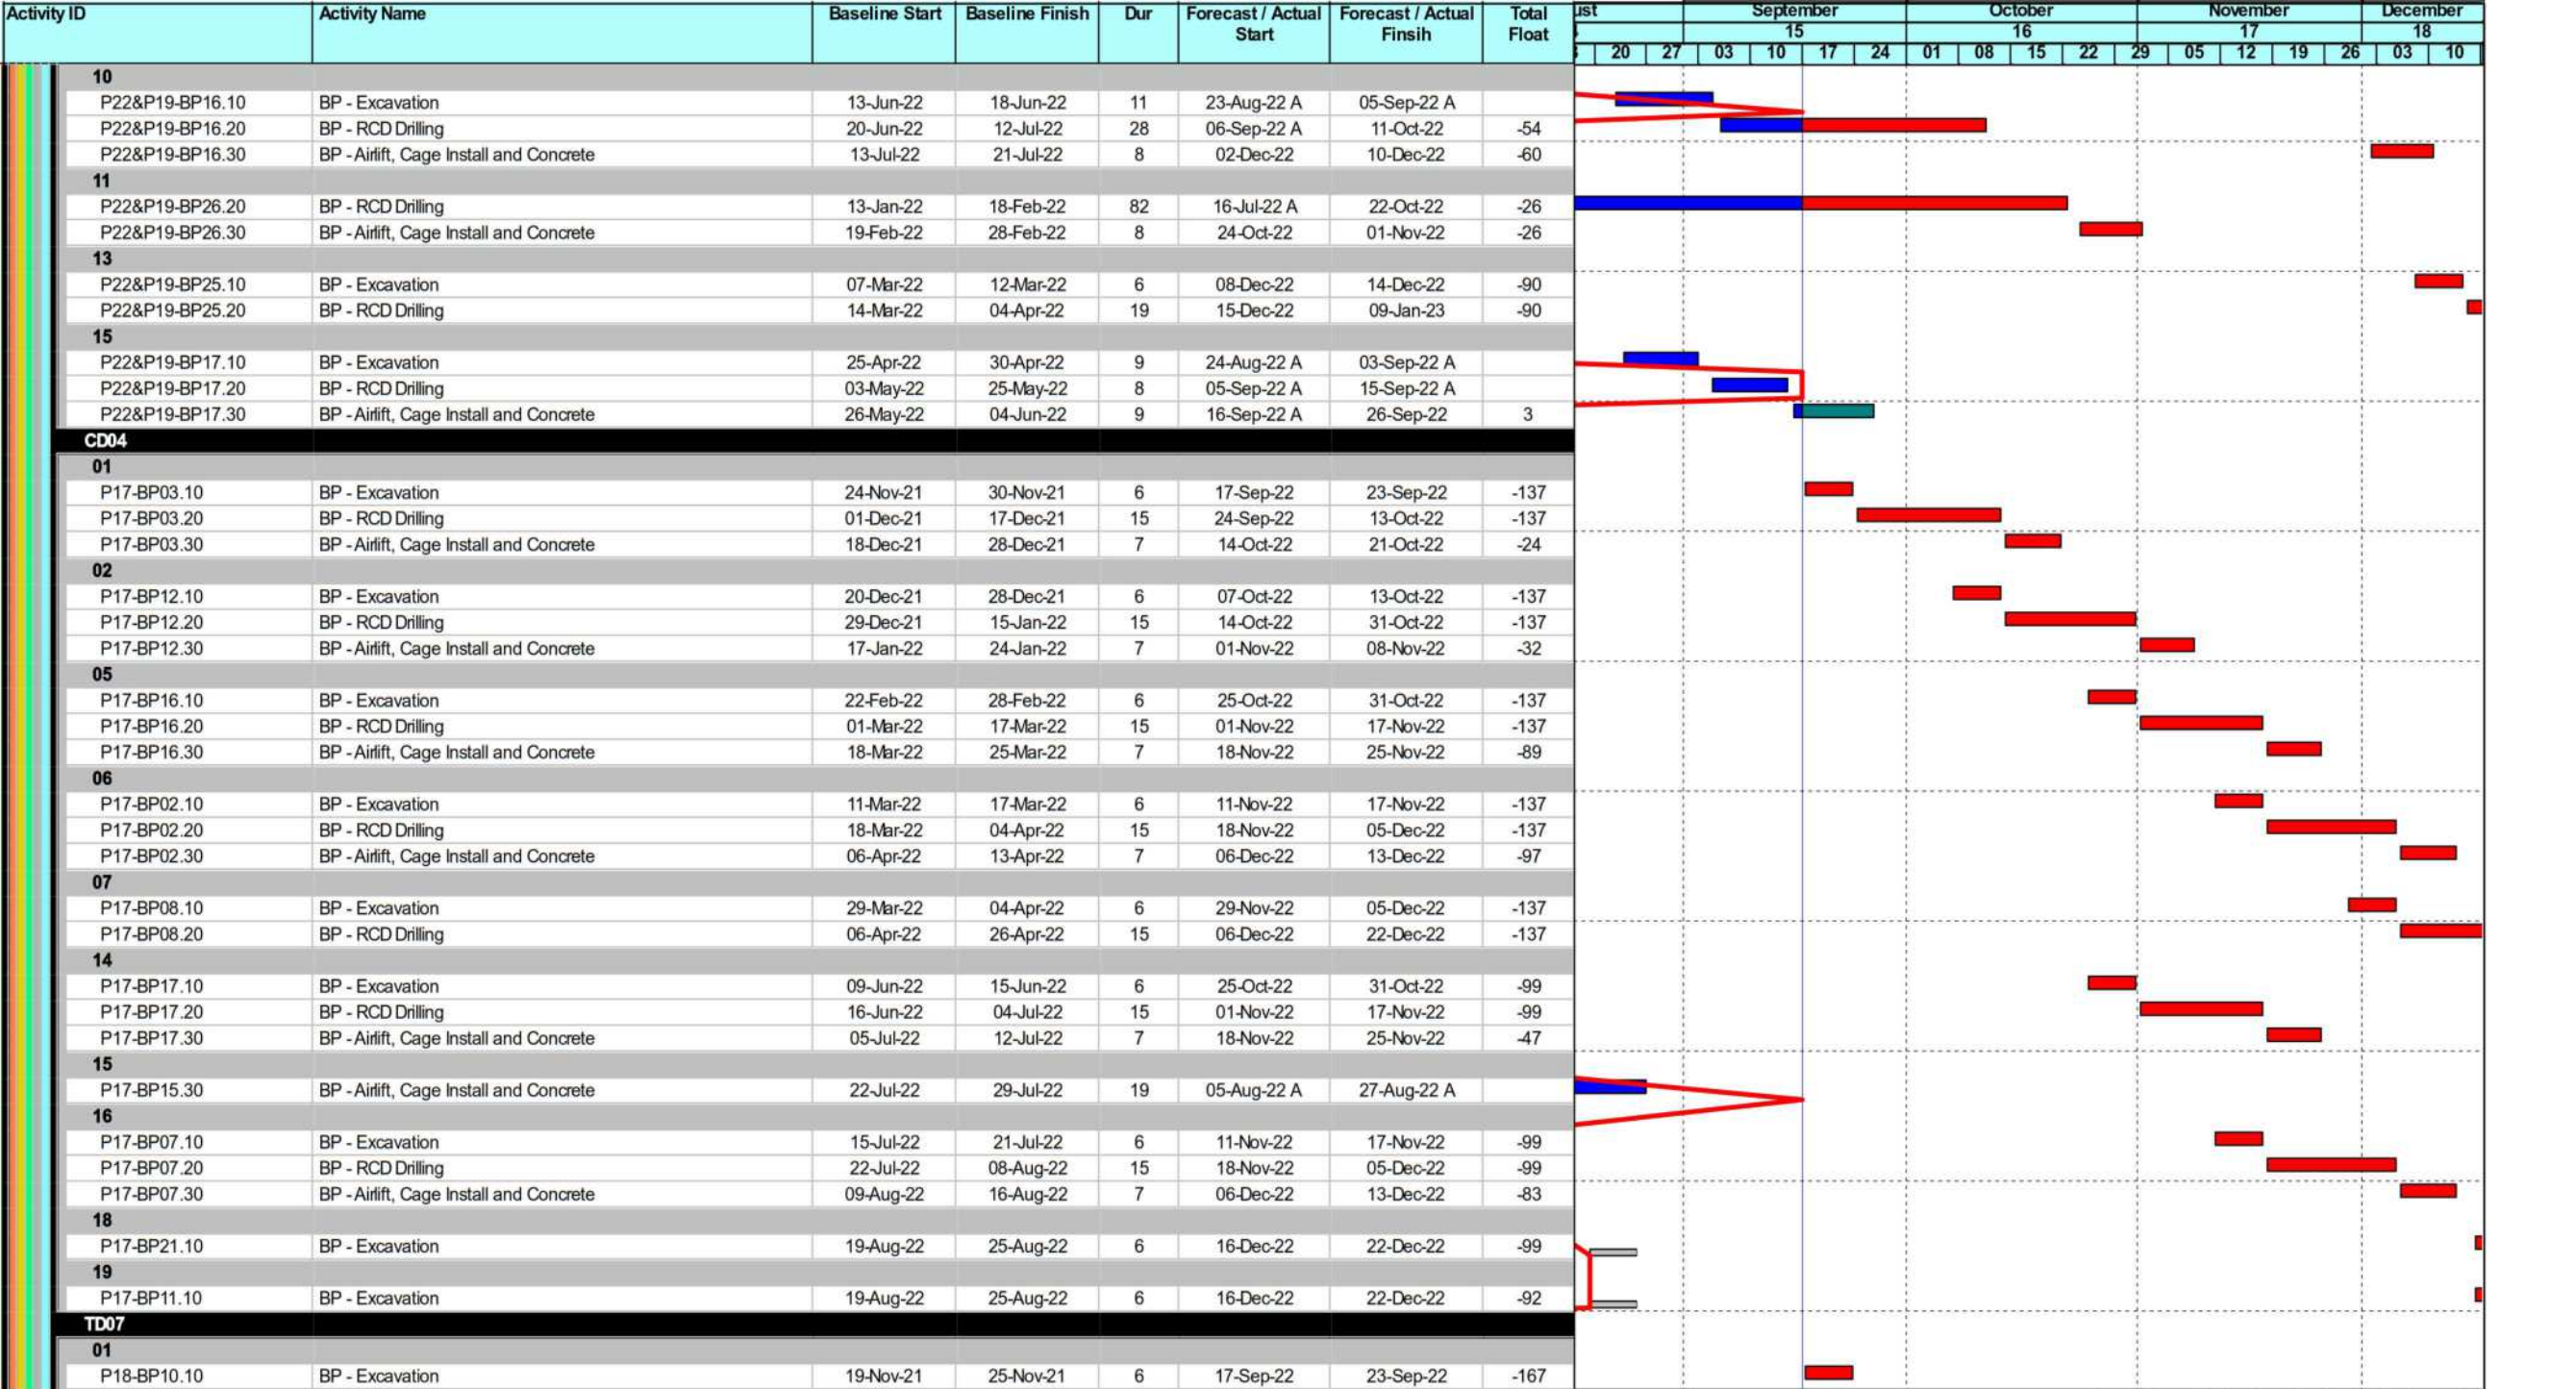 Activity ID Activity Name Baseline Start Baseline Finish Dur Forecast / Actual Start Forecast / Actual Finsih Total Float ust September October November December
15 16 17 18
20 27 03 10 17 24 01 08 15 22 29 05 12 19 26 03 10
10
P22&P19-BP16.10 BP - Excavation 13-Jun-22 18-Jun-22 11 23-Aug-22 A 05-Sep-22 A
P22&P19-BP16.20 BP - RCD Drilling 20-Jun-22 12-Jul-22 28 06-Sep-22 A 11-Oct-22 -54
P22&P19-BP16.30 BP - Airlift, Cage Install and Concrete 13-Jul-22 21-Jul-22 8 02-Dec-22 10-Dec-22 -60
11
P22&P19-BP26.20 BP - RCD Drilling 13-Jan-22 18-Feb-22 82 16-Jul-22 A 22-Oct-22 -26
P22&P19-BP26.30 BP - Airlift, Cage Install and Concrete 19-Feb-22 28-Feb-22 8 24-Oct-22 01-Nov-22 -26
13
P22&P19-BP25.10 BP - Excavation 07-Mar-22 12-Mar-22 6 08-Dec-22 14-Dec-22 -90
P22&P19-BP25.20 BP - RCD Drilling 14-Mar-22 04-Apr-22 19 15-Dec-22 09-Jan-23 -90
15
P22&P19-BP17.10 BP - Excavation 25-Apr-22 30-Apr-22 9 24-Aug-22 A 03-Sep-22 A
P22&P19-BP17.20 BP - RCD Drilling 03-May-22 25-May-22 8 05-Sep-22 A 15-Sep-22 A
P22&P19-BP17.30 BP - Airlift, Cage Install and Concrete 26-May-22 04-Jun-22 9 16-Sep-22 A 26-Sep-22 3
CD04
01
P17-BP03.10 BP - Excavation 24-Nov-21 30-Nov-21 6 17-Sep-22 23-Sep-22 -137
P17-BP03.20 BP - RCD Drilling 01-Dec-21 17-Dec-21 15 24-Sep-22 13-Oct-22 -137
P17-BP03.30 BP - Airlift, Cage Install and Concrete 18-Dec-21 28-Dec-21 7 14-Oct-22 21-Oct-22 -24
02
P17-BP12.10 BP - Excavation 20-Dec-21 28-Dec-21 6 07-Oct-22 13-Oct-22 -137
P17-BP12.20 BP - RCD Drilling 29-Dec-21 15-Jan-22 15 14-Oct-22 31-Oct-22 -137
P17-BP12.30 BP - Airlift, Cage Install and Concrete 17-Jan-22 24-Jan-22 7 01-Nov-22 08-Nov-22 -32
05
P17-BP16.10 BP - Excavation 22-Feb-22 28-Feb-22 6 25-Oct-22 31-Oct-22 -137
P17-BP16.20 BP - RCD Drilling 01-Mar-22 17-Mar-22 15 01-Nov-22 17-Nov-22 -137
P17-BP16.30 BP - Airlift, Cage Install and Concrete 18-Mar-22 25-Mar-22 7 18-Nov-22 25-Nov-22 -89
06
P17-BP02.10 BP - Excavation 11-Mar-22 17-Mar-22 6 11-Nov-22 17-Nov-22 -137
P17-BP02.20 BP - RCD Drilling 18-Mar-22 04-Apr-22 15 18-Nov-22 05-Dec-22 -137
P17-BP02.30 BP - Airlift, Cage Install and Concrete 06-Apr-22 13-Apr-22 7 06-Dec-22 13-Dec-22 -97
07
P17-BP08.10 BP - Excavation 29-Mar-22 04-Apr-22 6 29-Nov-22 05-Dec-22 -137
P17-BP08.20 BP - RCD Drilling 06-Apr-22 26-Apr-22 15 06-Dec-22 22-Dec-22 -137
14
P17-BP17.10 BP - Excavation 09-Jun-22 15-Jun-22 6 25-Oct-22 31-Oct-22 -99
P17-BP17.20 BP - RCD Drilling 16-Jun-22 04-Jul-22 15 01-Nov-22 17-Nov-22 -99
P17-BP17.30 BP - Airlift, Cage Install and Concrete 05-Jul-22 12-Jul-22 7 18-Nov-22 25-Nov-22 -47
15
P17-BP15.30 BP - Airlift, Cage Install and Concrete 22-Jul-22 29-Jul-22 19 05-Aug-22 A 27-Aug-22 A
16
P17-BP07.10 BP - Excavation 15-Jul-22 21-Jul-22 6 11-Nov-22 17-Nov-22 -99
P17-BP07.20 BP - RCD Drilling 22-Jul-22 08-Aug-22 15 18-Nov-22 05-Dec-22 -99
P17-BP07.30 BP - Airlift, Cage Install and Concrete 09-Aug-22 16-Aug-22 7 06-Dec-22 13-Dec-22 -83
18
P17-BP21.10 BP - Excavation 19-Aug-22 25-Aug-22 6 16-Dec-22 22-Dec-22 -99
19
P17-BP11.10 BP - Excavation 19-Aug-22 25-Aug-22 6 16-Dec-22 22-Dec-22 -92
TD07
01
P18-BP10.10 BP - Excavation 19-Nov-21 25-Nov-21 6 17-Sep-22 23-Sep-22 -167